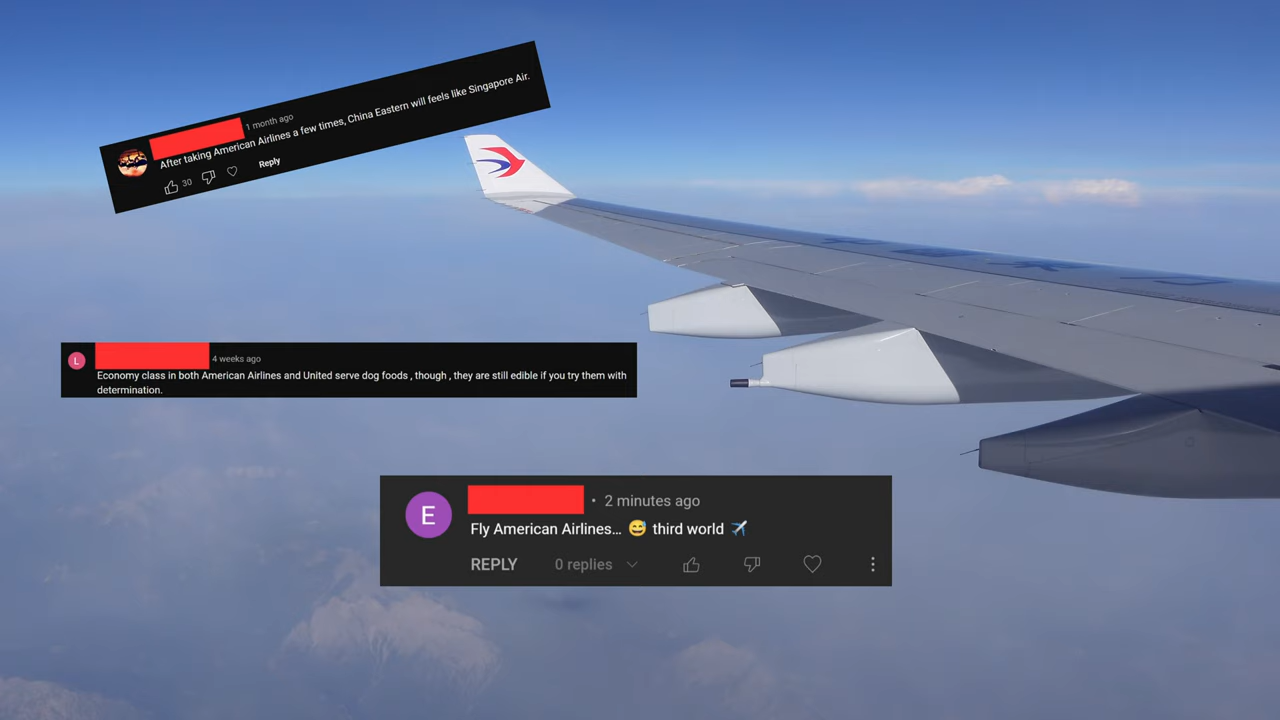 1 month ago
After taking American Airlines a few times, China Eastern will feels like Singapore Air.
30 Reply
L
4 weeks ago
Economy class in both American Airlines and United serve dog foods , though , they are still edible if you try them with
determination.
E
• 2 minutes ago
Fly American Airlines… 😅 third world ✈️
REPLY 0 replies